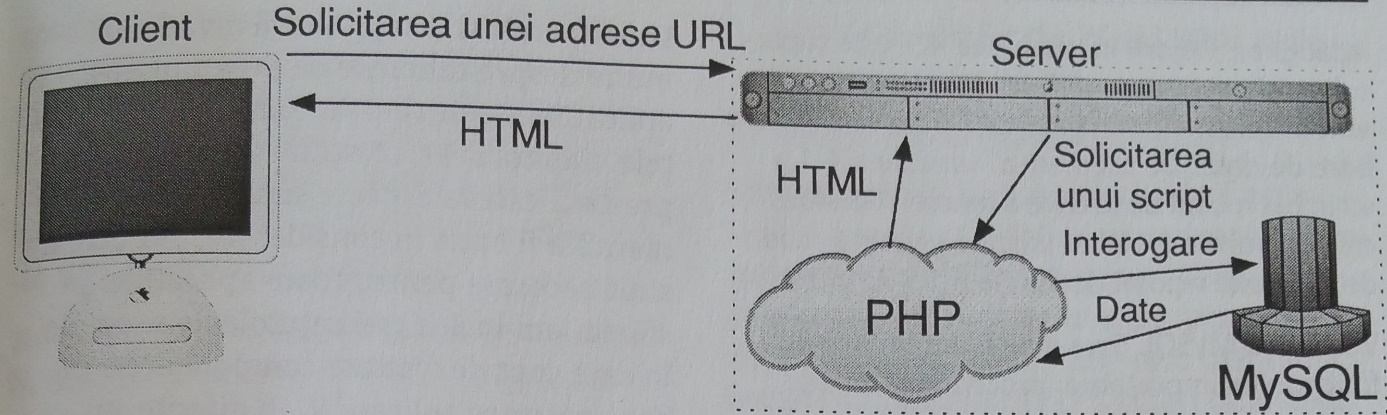 Client
Solicitarea unei adrese URL
Server
HTML
HTML
Solicitarea
unui script
Interogare
Date
PHP
MySQL